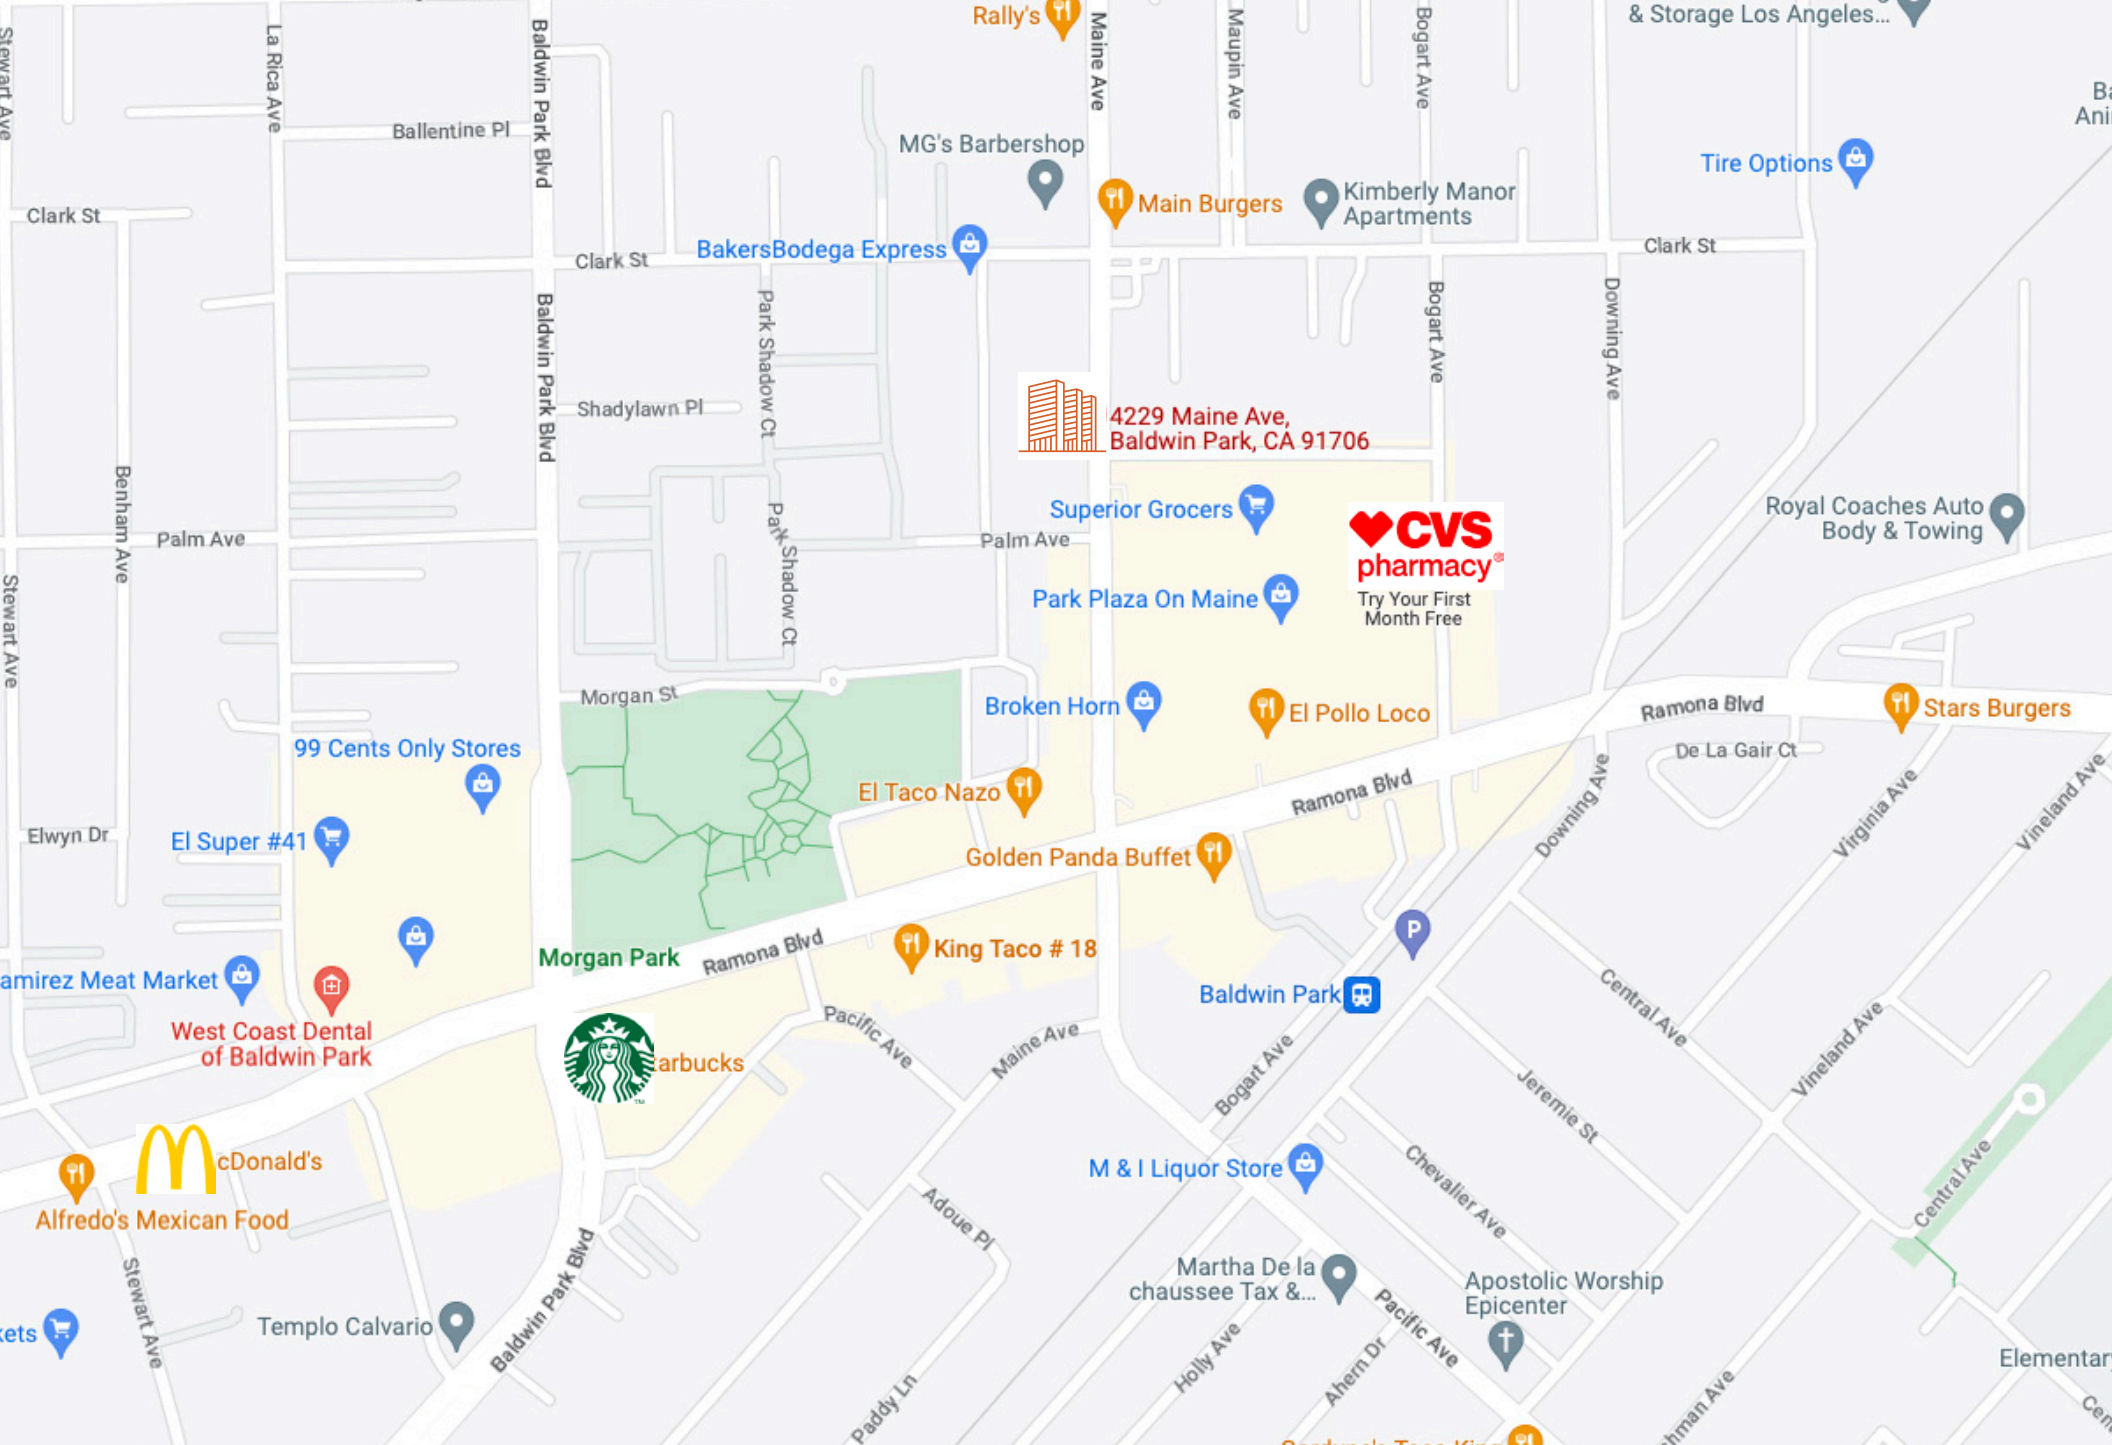 Rally's
& Storage Los Angeles...
Stewart Ave
La Rica Ave
Baldwin Park Blvd
Maine Ave
Maupin Ave
Bogart Ave
Ballentine Pl
MG's Barbershop
Tire Options
Main Burgers
Kimberly Manor
Apartments
Clark St
BakersBodega Express
Clark St
Clark St
Baldwin Park Blvd
Park Shadow Ct
Bogart Ave
Downing Ave
Shadylawn Pl
4229 Maine Ave,
Baldwin Park, CA 91706
Benham Ave
Superior Grocers
CVS
pharmacy®
Try Your First
Month Free
Royal Coaches Auto
Body & Towing
Palm Ave
Palm Ave
Park Shadow Ct
Park Plaza On Maine
Stewart Ave
Morgan St
Broken Horn
El Pollo Loco
Ramona Blvd
Stars Burgers
99 Cents Only Stores
De La Gair Ct
El Taco Nazo
Ramona Blvd
Downing Ave
Virginia Ave
Vineland Ave
Elwyn Dr
El Super #41
Golden Panda Buffet
P
Morgan Park
Ramona Blvd
King Taco # 18
amirez Meat Market
Baldwin Park
Central Ave
West Coast Dental
of Baldwin Park
Pacific Ave
Maine Ave
Bogart Ave
Vineland Ave
TM
tarbucks
Jeremie St
cDonald's
M & I Liquor Store
Chevalier Ave
Central Ave
Alfredo's Mexican Food
Adoue Pl
Stewart Ave
Baldwin Park Blvd
Martha De la
chaussee Tax &...
Apostolic Worship
Epicenter
Templo Calvario
Pacific Ave
kets
Holly Ave
Ahern Dr
Elementary
Paddy Ln
hman Ave